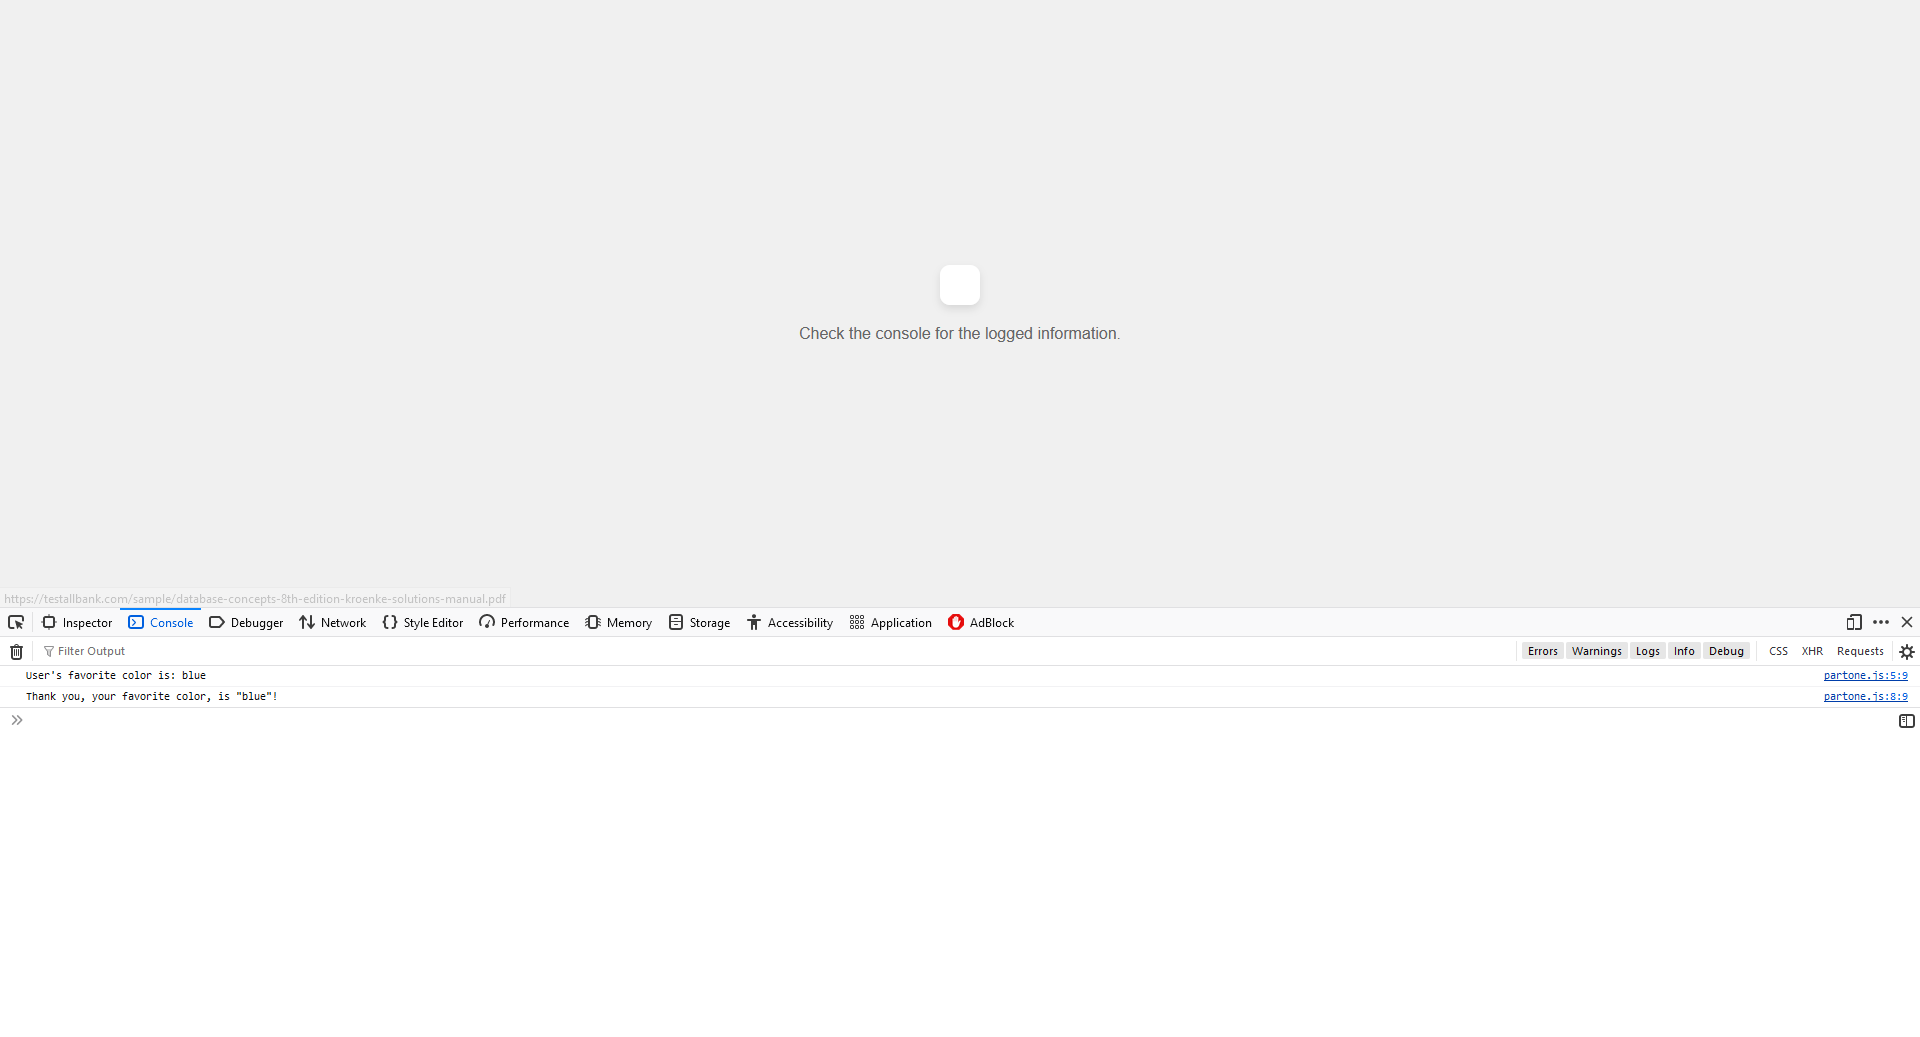 Check the console for the logged information.
https://testallbank.com/sample/database-concepts-8th-edition-kroenke-solutions-manual.pdf
Inspector Console Debugger Network Style Editor Performance Memory Storage Accessibility Application AdBlock
Filter Output Errors Warnings Logs Info Debug CSS XHR Requests
User's favorite color is: blue partone.js:5:9
Thank you, your favorite color, is "blue"! partone.js:8:9